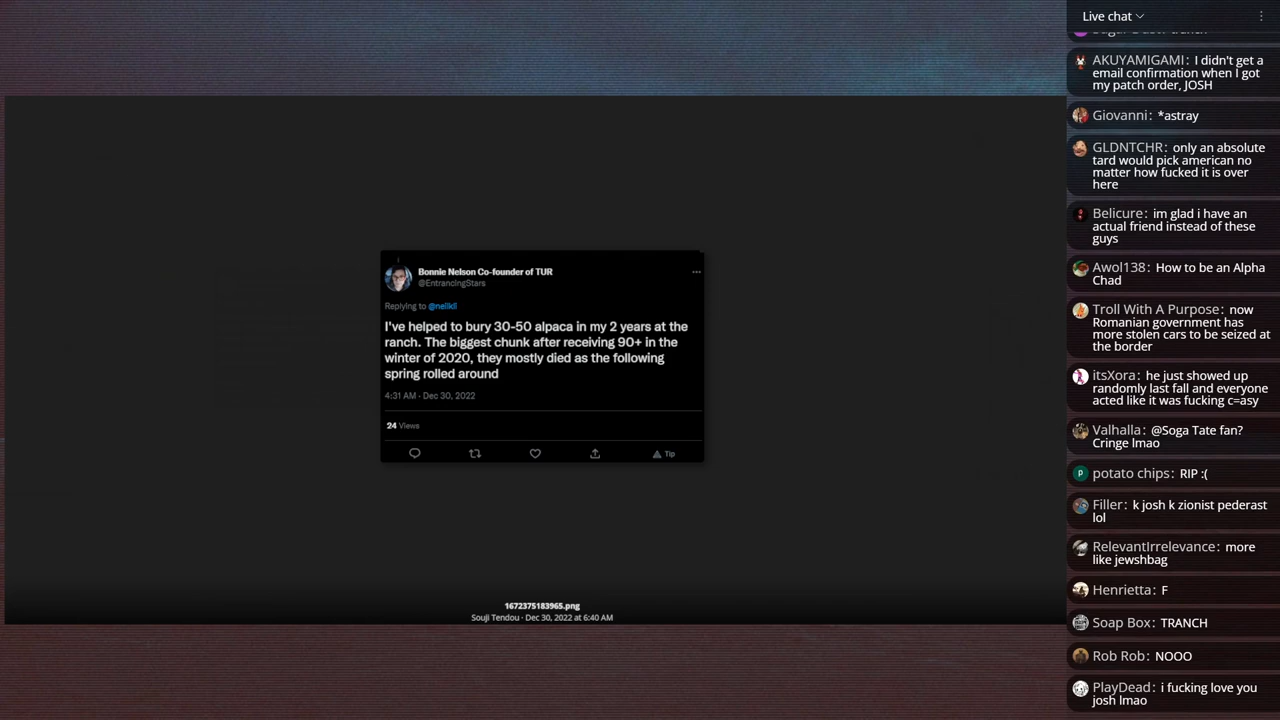 Live chat
AKUYAMIGAMI: I didn't get a
email confirmation when I got
my patch order, JOSH
Giovanni: *astray
GLDNTCHR: only an absolute
tard would pick american no
matter how fucked it is over
here
Belicure: im glad i have an
actual friend instead of these
guys
Awol138: How to be an Alpha
Chad
Troll With A Purpose: now
Romanian government has
more stolen cars to be seized at
the border
itsXora: he just showed up
randomly last fall and everyone
acted like it was fucking c=asy
Valhalla: @Soga Tate fan?
Cringe lmao
P
potato chips: RIP :(
Filler: k josh k zionist pederast
lol
RelevantIrrelevance: more
like jewshbag
Henrietta: F
Soap Box: TRANCH
Rob Rob: NOOO
PlayDead: i fucking love you
josh lmao
Bonnie Nelson Co-founder of TUR
@EntrancingStars
Replying to @neilkli
I've helped to bury 30-50 alpaca in my 2 years at the
ranch. The biggest chunk after receiving 90+ in the
winter of 2020, they mostly died as the following
spring rolled around
4:31 AM · Dec 30, 2022
24 Views
Tip
1672375183965.png
Souji Tendou · Dec 30, 2022 at 6:40 AM